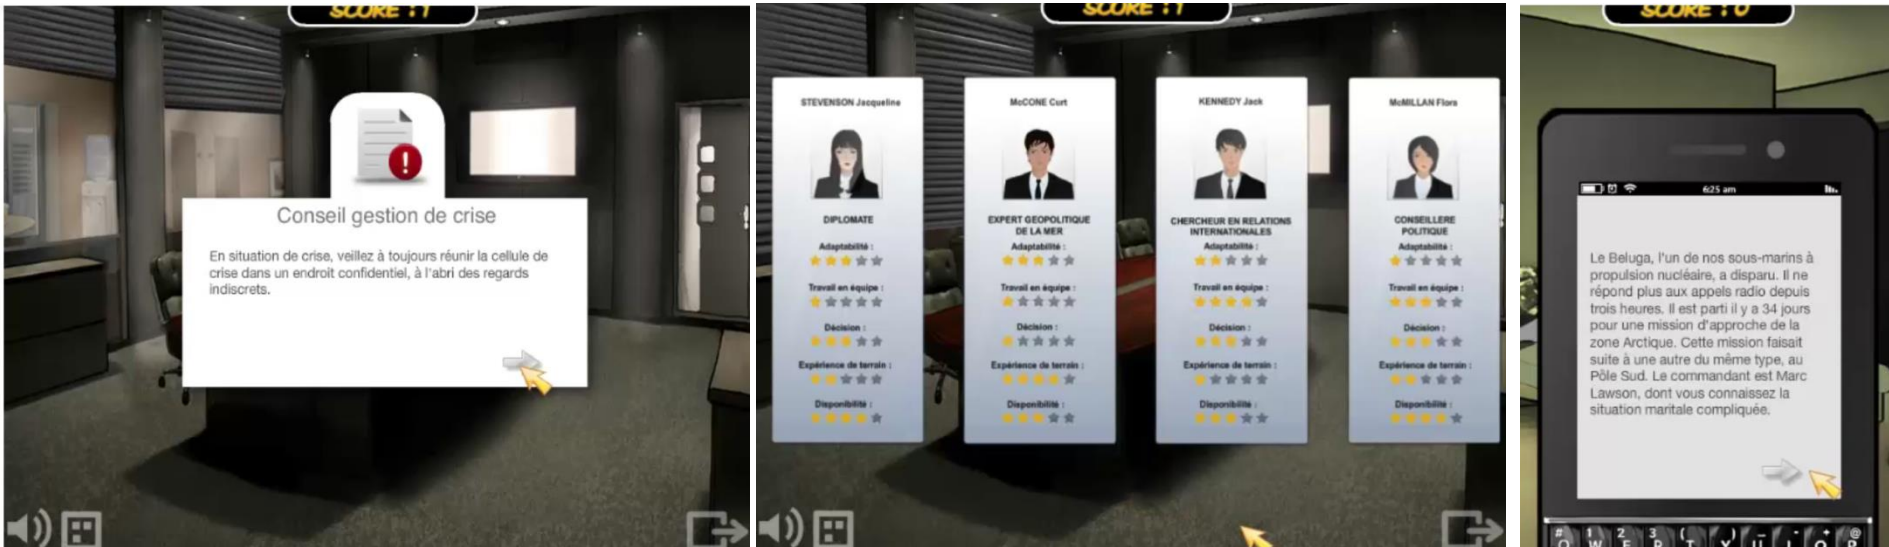 SCORE : 1
Conseil gestion de crise
En situation de crise, veillez à toujours réunir la cellule de
crise dans un endroit confidentiel, à l'abri des regards
indiscrets.
SCORE : 1
STEVENSON Jacqueline
DIPLOMATE
Adaptabilité :
Travail en équipe :
Décision :
Expérience de terrain :
Disponibilité :
McCONE Curt
EXPERT GEOPOLITIQUE
DE LA MER
Adaptabilité :
Travail en équipe :
Décision :
Expérience de terrain :
Disponibilité :
KENNEDY Jack
CHERCHEUR EN RELATIONS
INTERNATIONALES
Adaptabilité :
Travail en équipe :
Décision :
Expérience de terrain :
Disponibilité :
McMILLAN Flora
CONSEILLERE
POLITIQUE
Adaptabilité :
Travail en équipe :
Décision :
Expérience de terrain :
Disponibilité :
SCORE : 0
6:25 am
Le Beluga, l'un de nos sous-marins à
propulsion nucléaire, a disparu. Il ne
répond plus aux appels radio depuis
trois heures. Il est parti il y a 34 jours
pour une mission d'approche de la
zone Arctique. Cette mission faisait
suite à une autre du même type, au
Pôle Sud. Le commandant est Marc
Lawson, dont vous connaissez la
situation maritale compliquée.